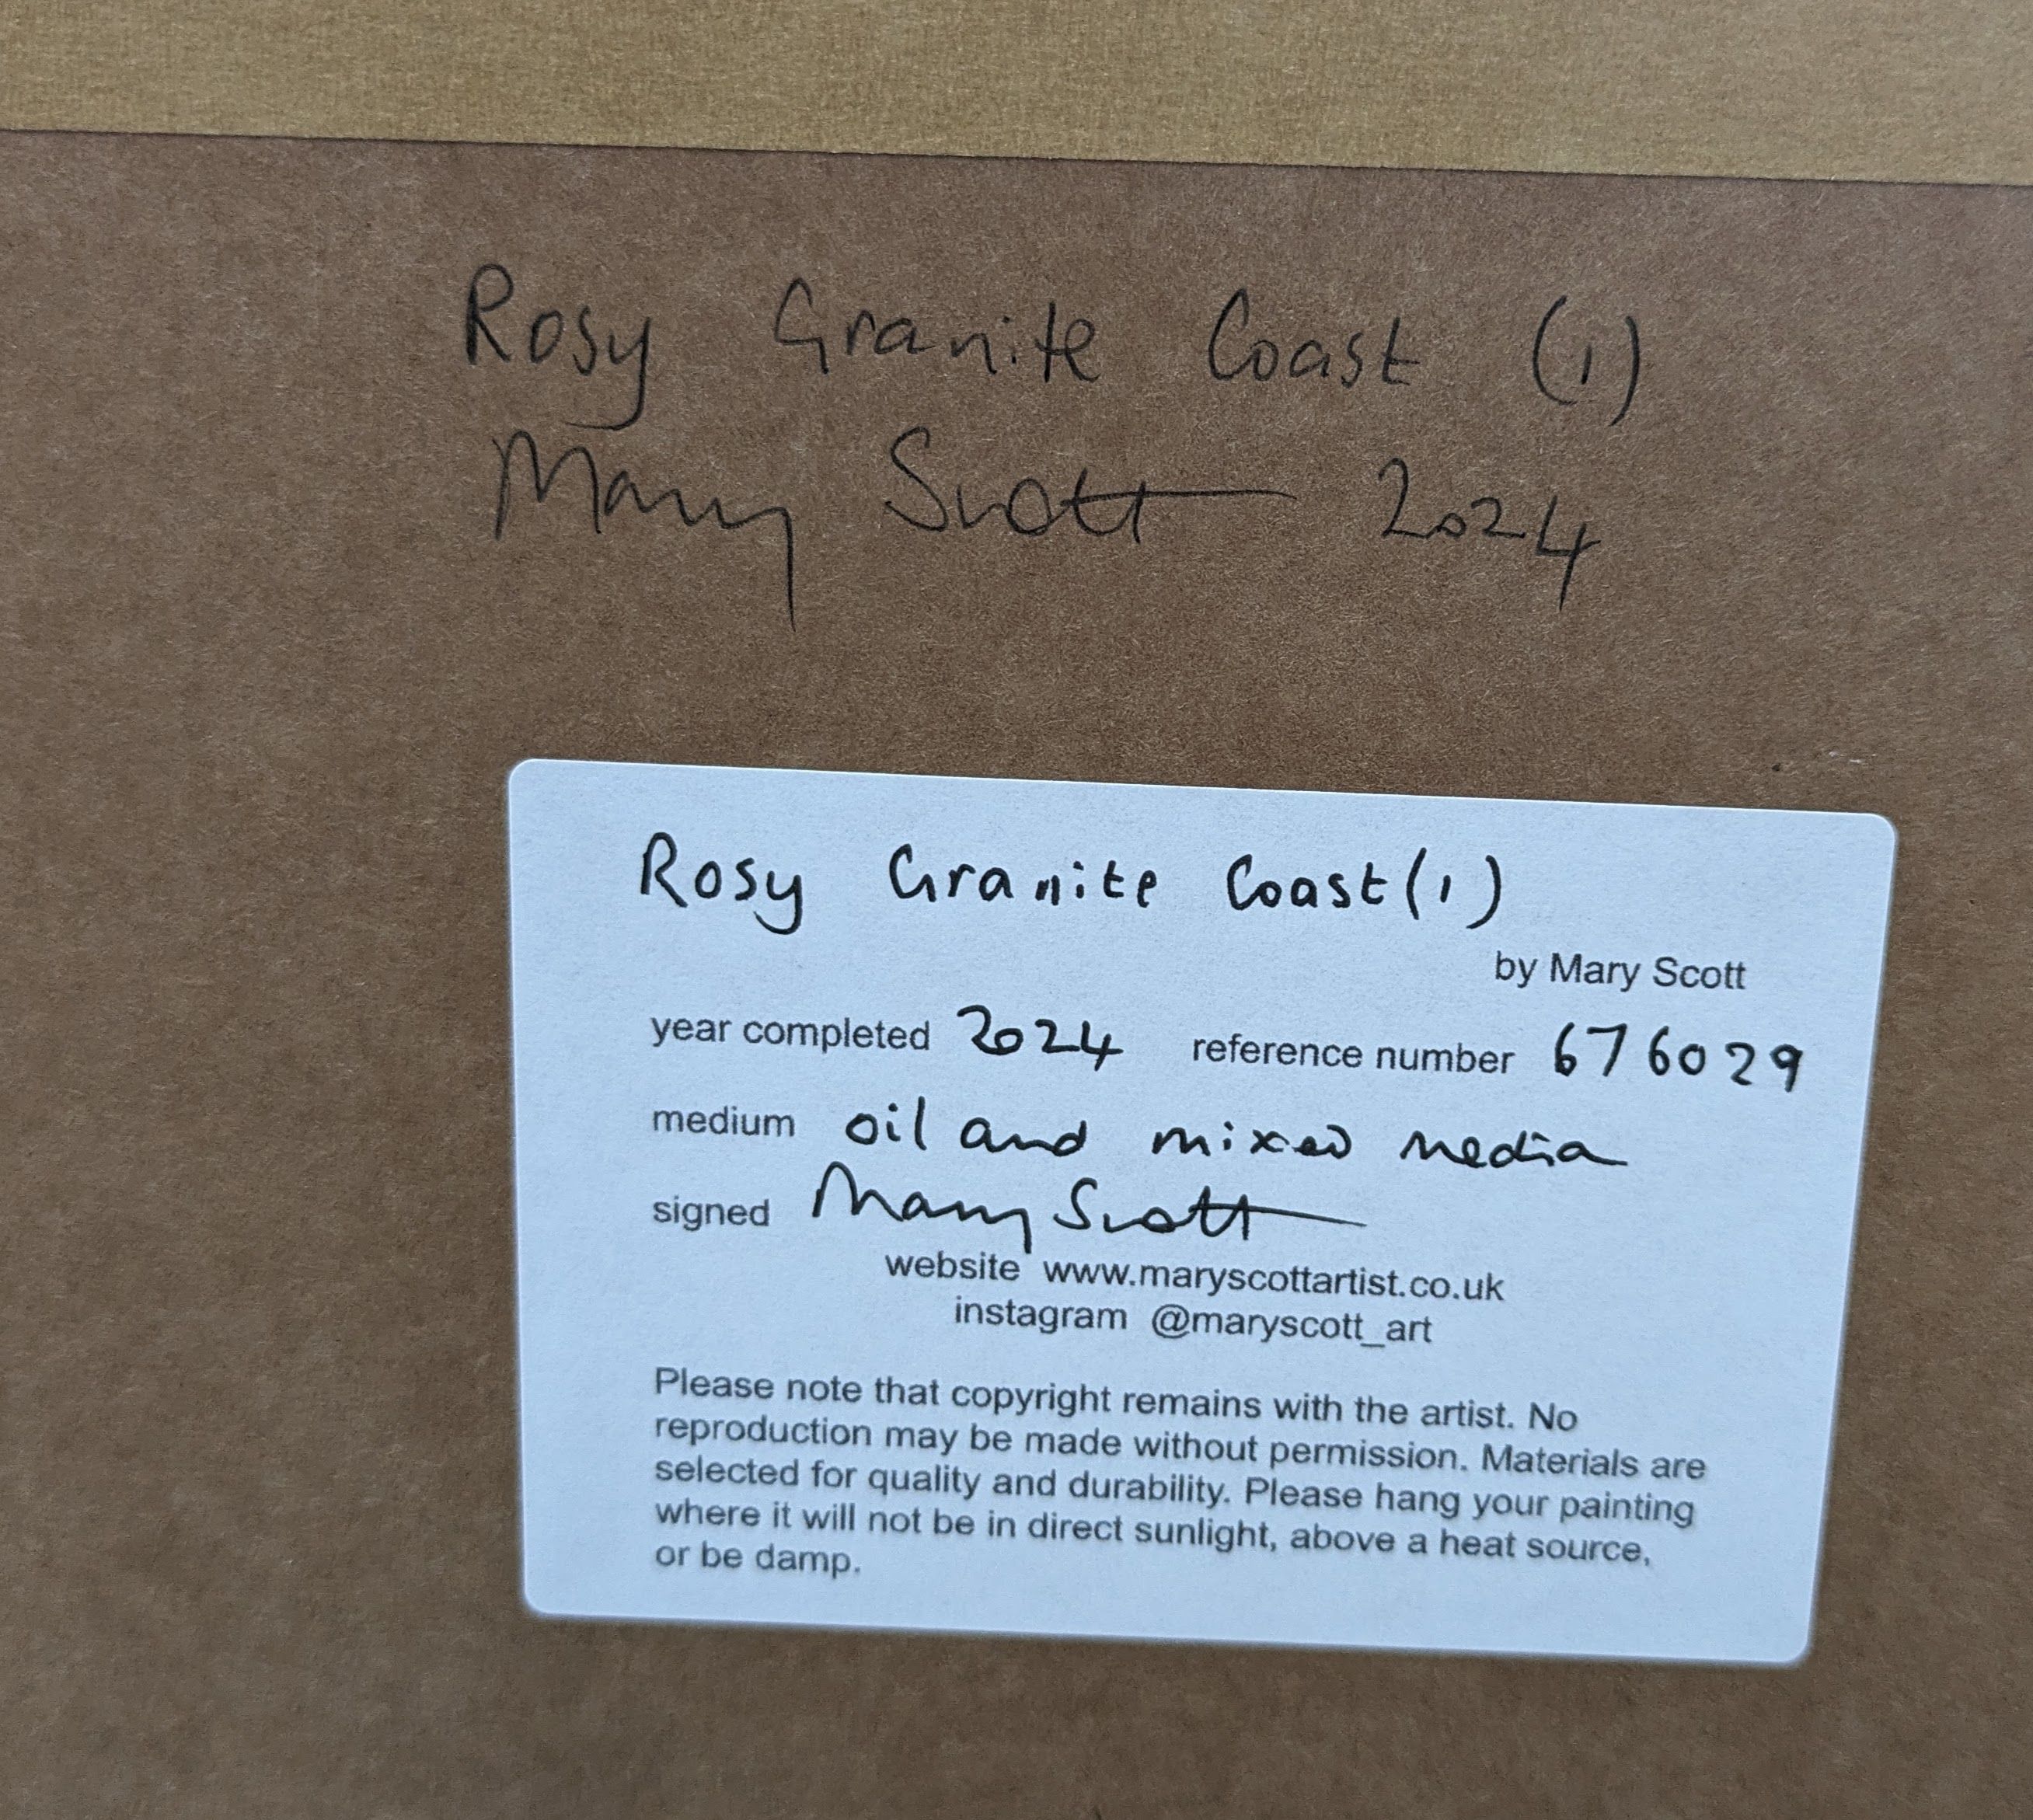 Rosy Granite Coast (1)
Mary Scott 2024
Rosy Granite Coast (1)
by Mary Scott
year completed 2024 reference number 676029
medium oil and mixed media
signed Mary Scott
website www.maryscottartist.co.uk
instagram @maryscott_art
Please note that copyright remains with the artist. No
reproduction may be made without permission. Materials are
selected for quality and durability. Please hang your painting
where it will not be in direct sunlight, above a heat source,
or be damp.